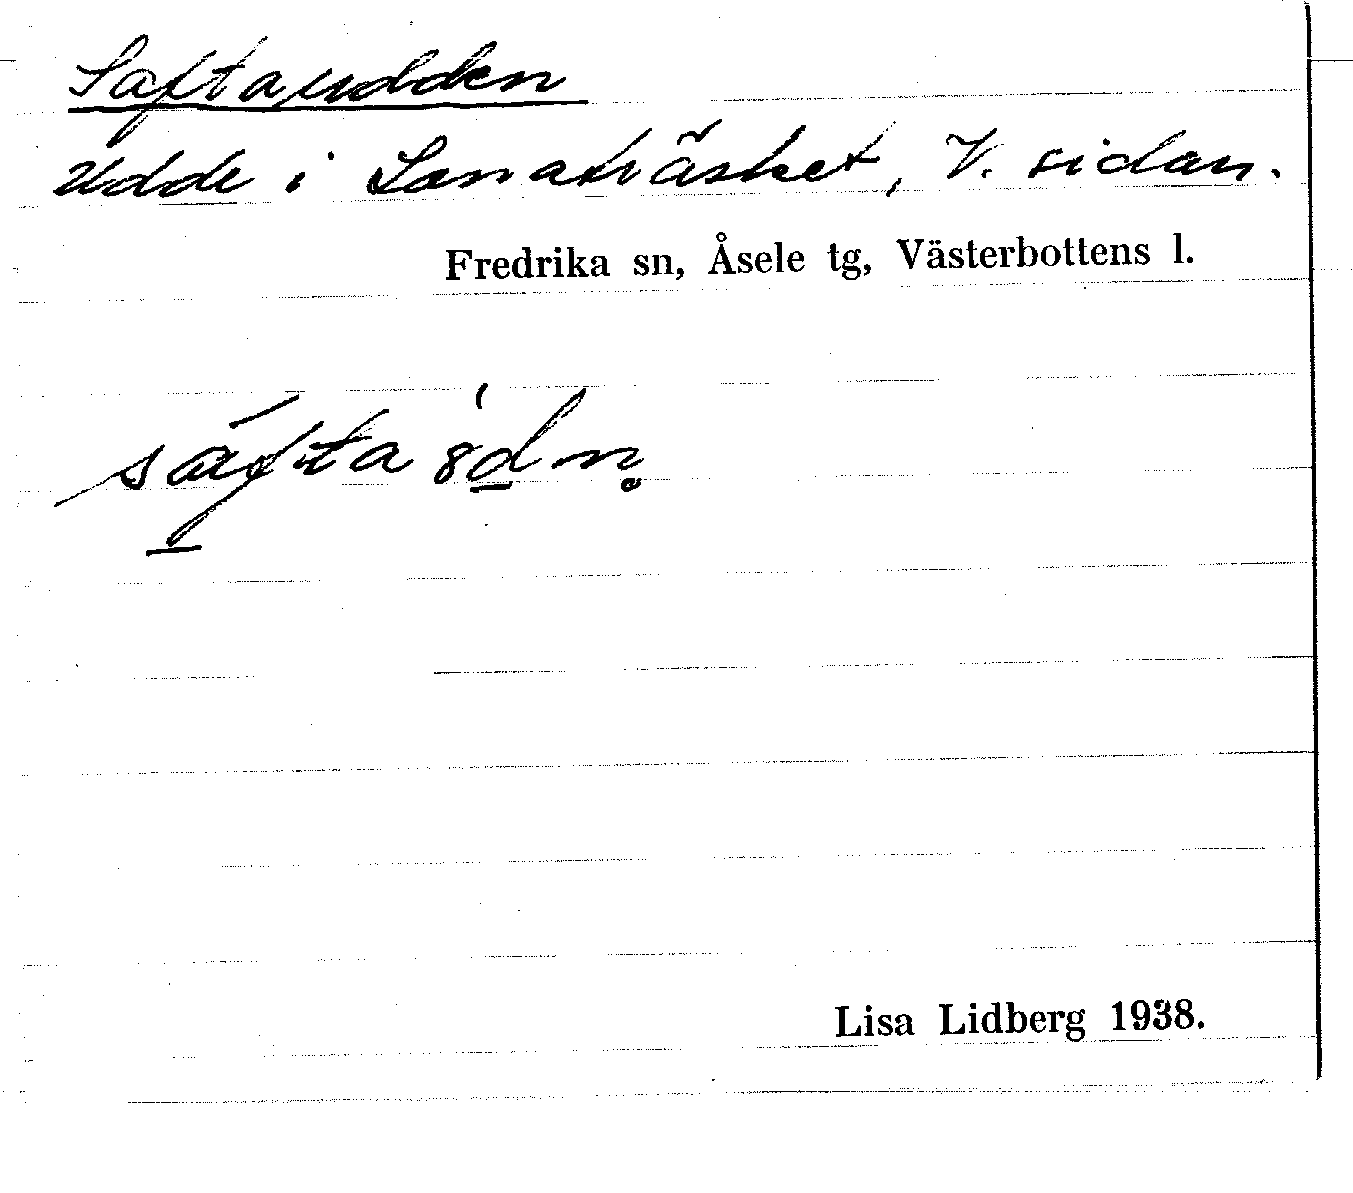 Saftaudden
Udde i Lanaträsket, V. sidan.
Fredrika sn, Åsele tg, Västerbottens l.
Lisa Lidberg 1938.